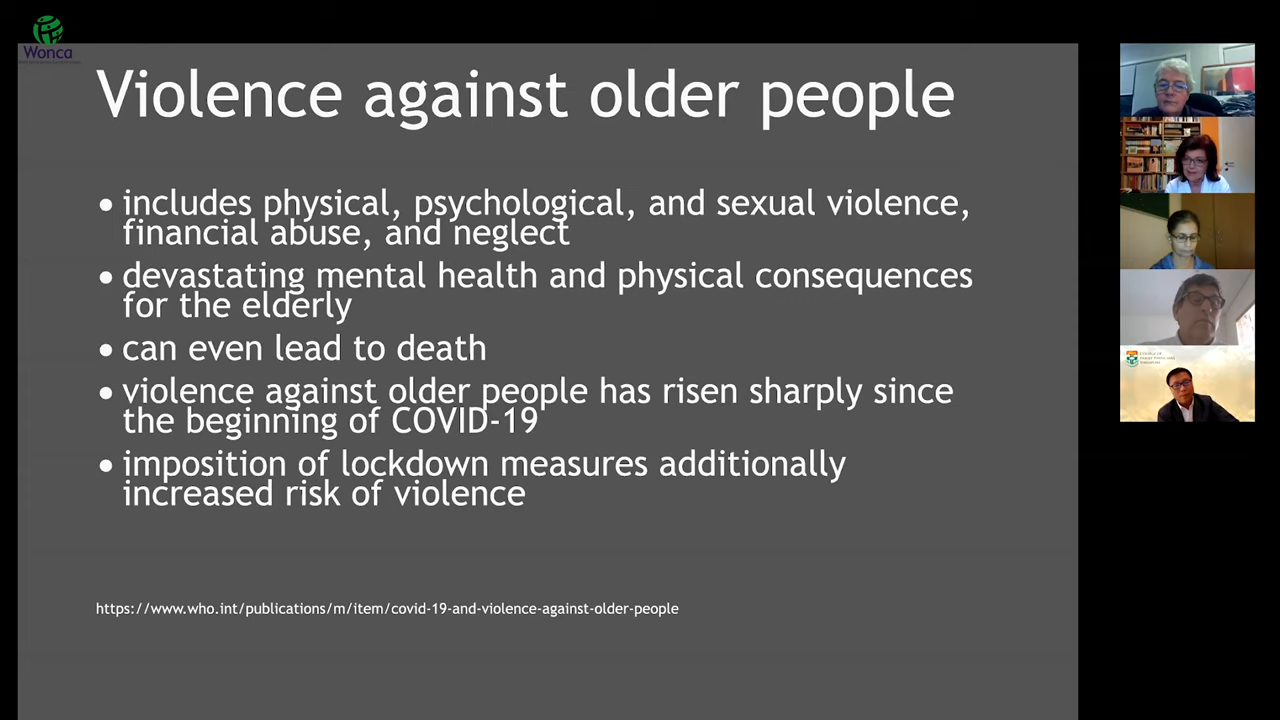 Wonca
Violence against older people
• includes physical, psychological, and sexual violence,
financial abuse, and neglect
• devastating mental health and physical consequences
for the elderly
• can even lead to death
• violence against older people has risen sharply since
the beginning of COVID-19
• imposition of lockdown measures additionally
increased risk of violence
https://www.who.int/publications/m/item/covid-19-and-violence-against-older-people